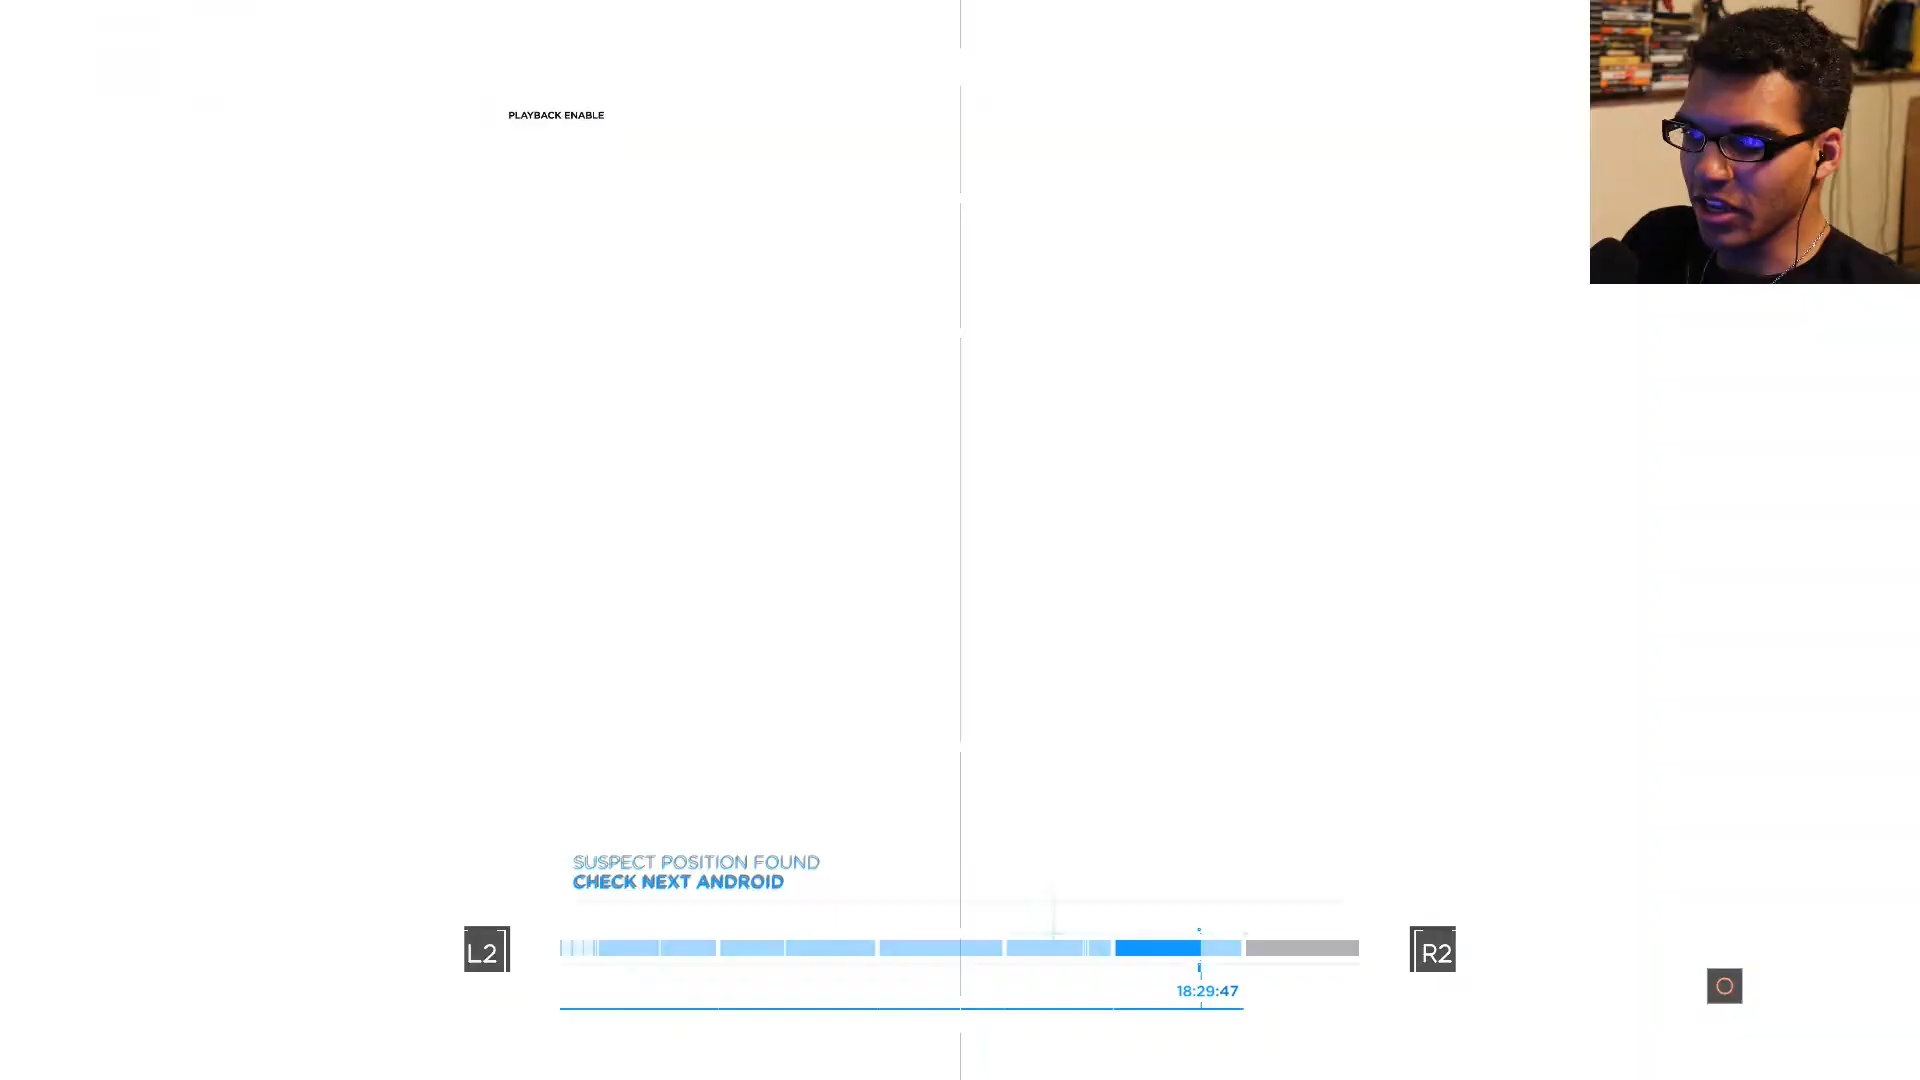 PLAYBACK ENABLE
SUSPECT POSITION FOUND
CHECK NEXT ANDROID
L2
R2
18:29:47